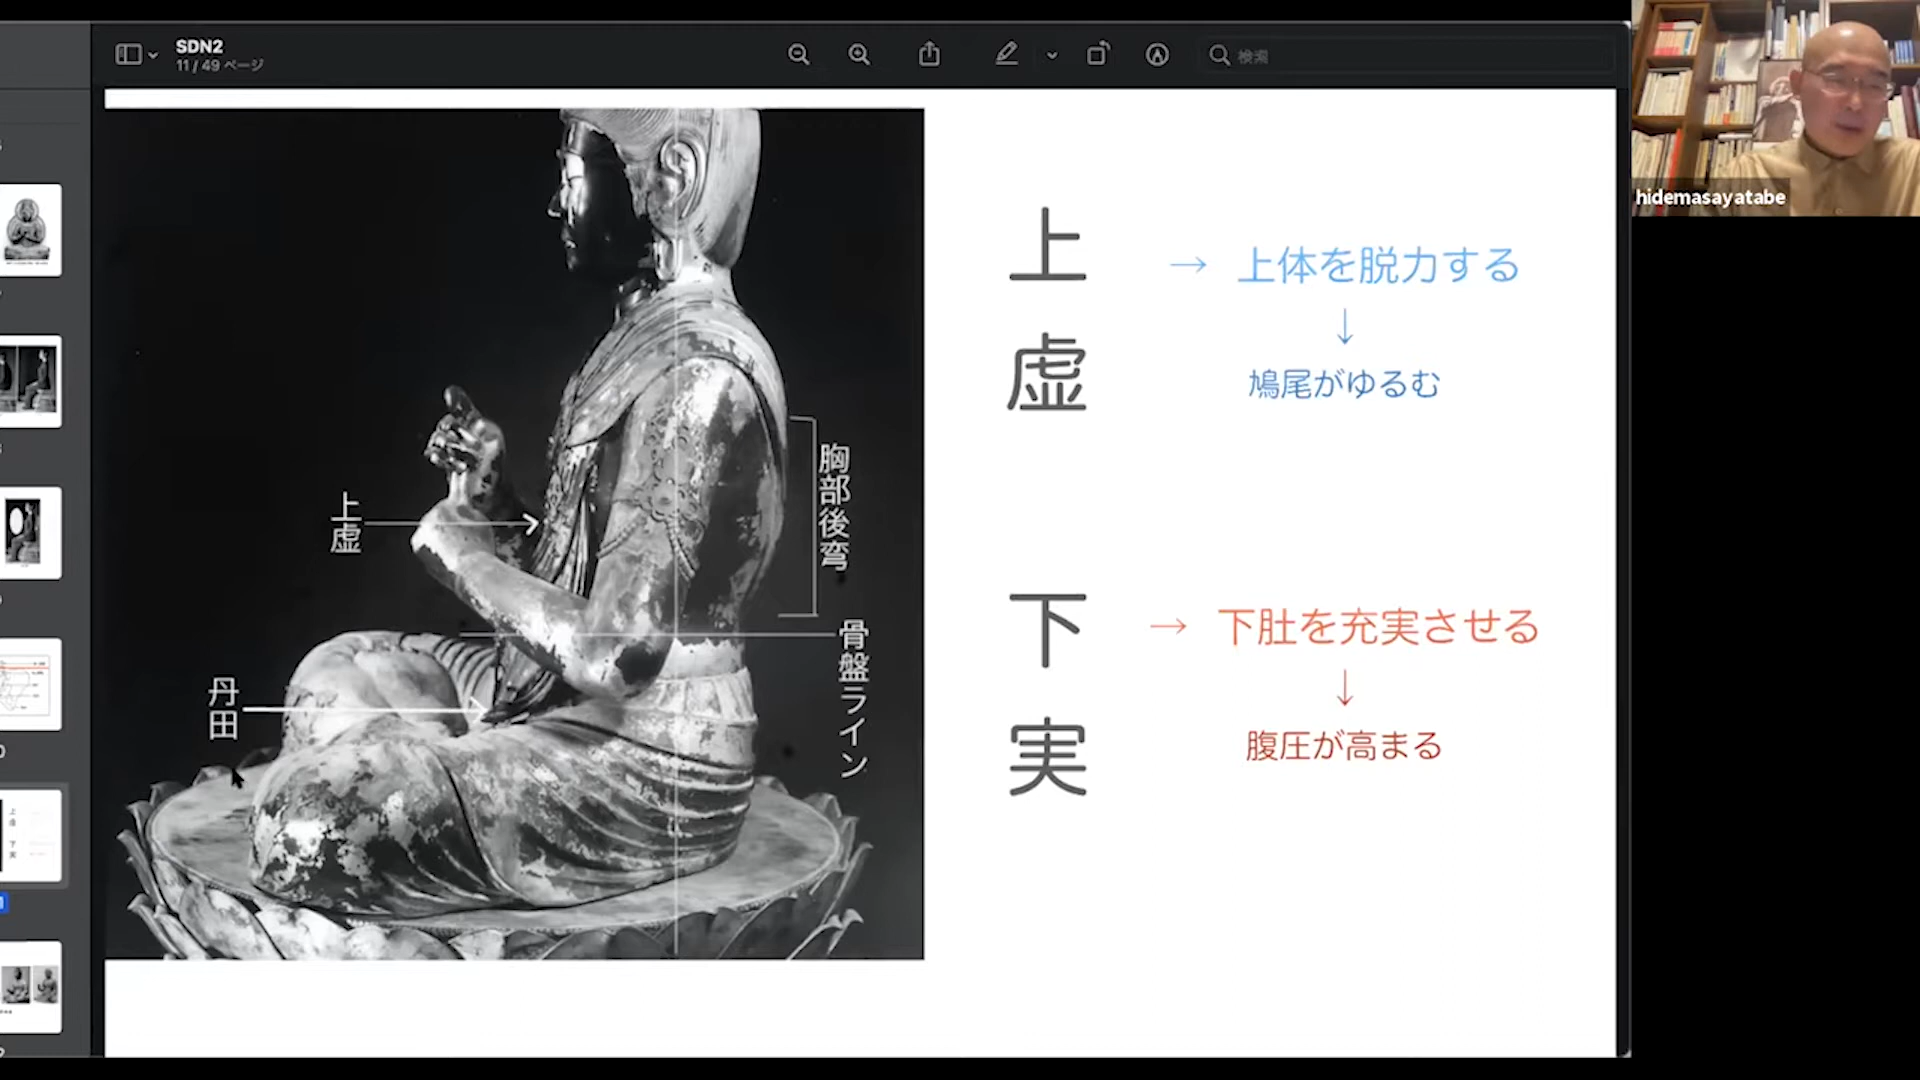 SDN2
11 / 49 ページ
検索
hidemasayatabe
上虚
→ 上体を脱力する
↓
鳩尾がゆるむ
下実
→ 下肚を充実させる
↓
腹圧が高まる
胸部後弯
上虚
骨盤ライン
丹田